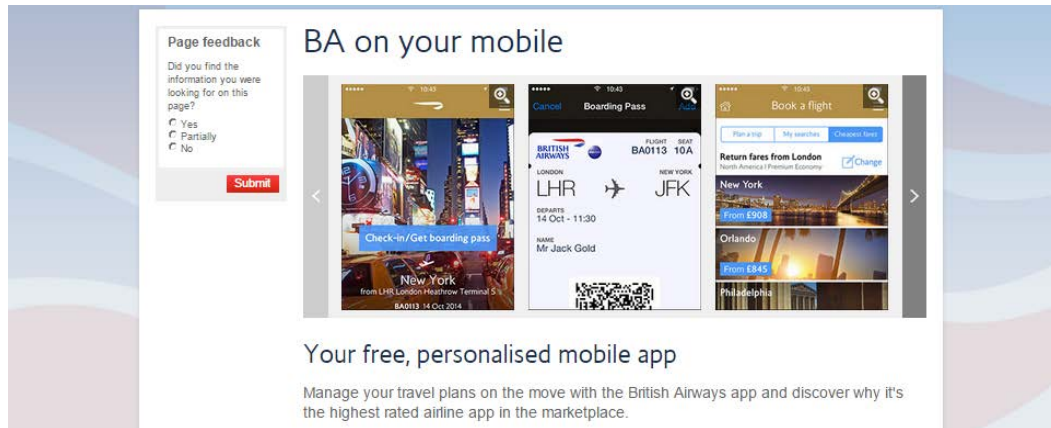 Page feedback
Did you find the
information you were
looking for on this
page?
Yes
Partially
No
Submit
BA on your mobile
10:43
Check-in/Get boarding pass
New York
from LHR London Heathrow Terminal 5
BA0113 14 Oct 2014
10:43
Cancel Boarding Pass Add
BRITISH AIRWAYS
FLIGHT SEAT
BA0113 10A
LONDON NEW YORK
LHR JFK
DEPARTS
14 Oct - 11:30
NAME
Mr Jack Gold
10:43
Book a flight
Plan a trip My searches Cheapest fares
Return fares from London
North America I Premium Economy
Change
New York
From £908
Orlando
From £845
Philadelphia
Your free, personalised mobile app
Manage your travel plans on the move with the British Airways app and discover why it's
the highest rated airline app in the marketplace.